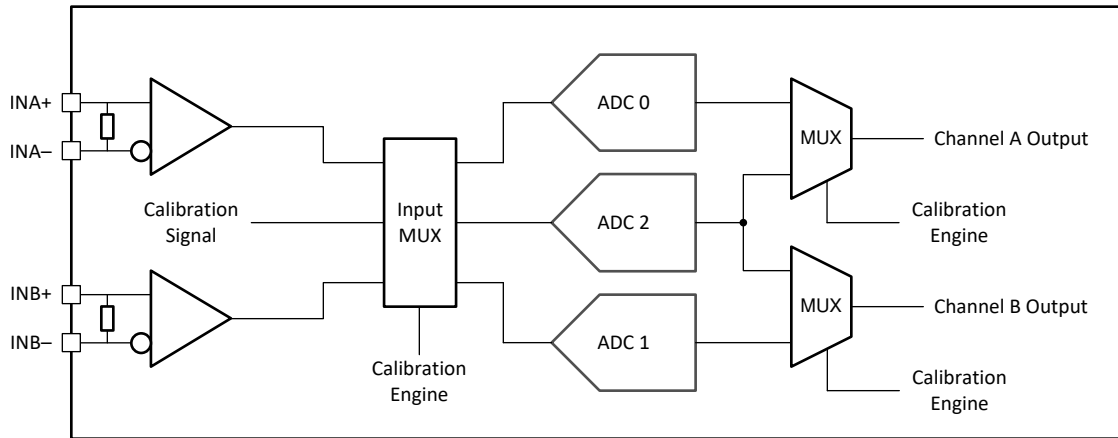 INA+
INA–
ADC 0
MUX
Channel A Output
Calibration
Signal
Input
MUX
ADC 2
Calibration
Engine
INB+
INB–
ADC 1
MUX
Channel B Output
Calibration
Engine
Calibration
Engine